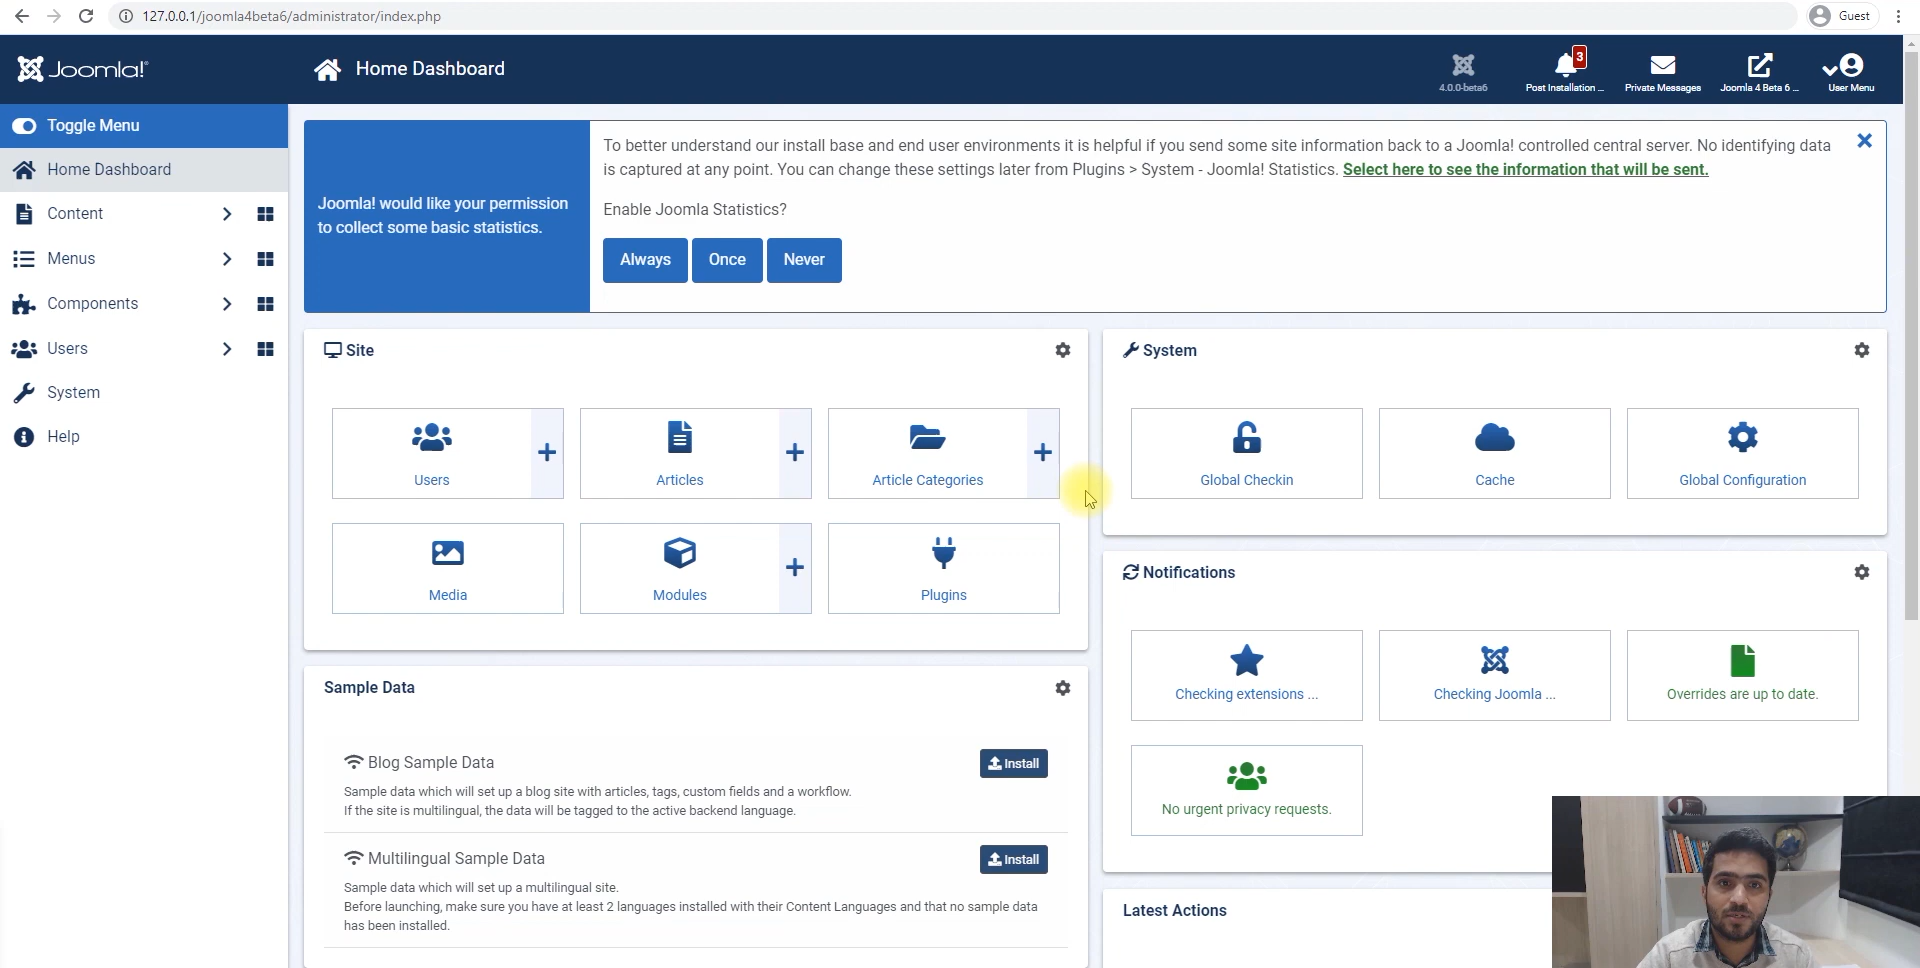 127.0.0.1/joomla4beta6/administrator/index.php
Guest
Joomla!
Home Dashboard
4.0.0-beta6
3
Post Installation ...
Private Messages
Joomla 4 Beta 6 ...
User Menu
Toggle Menu
Home Dashboard
Content
Menus
Components
Users
System
Help
Joomla! would like your permission
to collect some basic statistics.
To better understand our install base and end user environments it is helpful if you send some site information back to a Joomla! controlled central server. No identifying data
is captured at any point. You can change these settings later from Plugins > System - Joomla! Statistics. Select here to see the information that will be sent.
Enable Joomla Statistics?
Always
Once
Never
Site
Users
Articles
Article Categories
Media
Modules
Plugins
Sample Data
Blog Sample Data
Install
Sample data which will set up a blog site with articles, tags, custom fields and a workflow.
If the site is multilingual, the data will be tagged to the active backend language.
Multilingual Sample Data
Install
Sample data which will set up a multilingual site.
Before launching, make sure you have at least 2 languages installed with their Content Languages and that no sample data
has been installed.
System
Global Checkin
Cache
Global Configuration
Notifications
Checking extensions ...
Checking Joomla ...
Overrides are up to date.
No urgent privacy requests.
Latest Actions